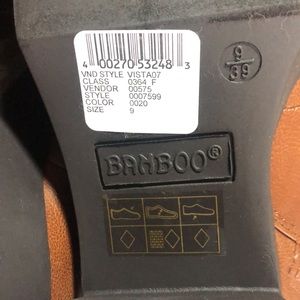 4 00270 53248 3
VND STYLE VISTA07
CLASS 0364 F
VENDOR 00575
STYLE 0007599
COLOR 0020
SIZE 9
9
39
BAMBOO®